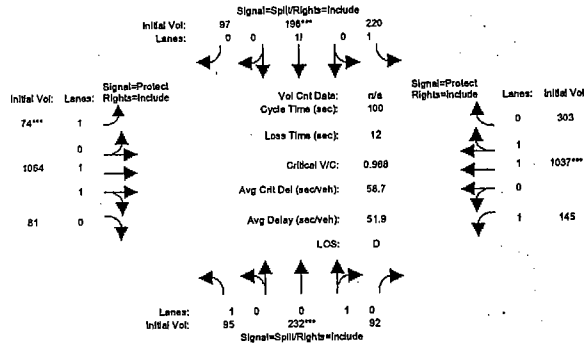 Signal=Split/Rights=Include
Initial Vol: 97 196*** 220
Lanes: 0 0 1! 0 1
Signal=Protect
Rights=Include
Initial Vol: Lanes:
Vol Cnt Date: n/a
Cycle Time (sec): 100
Signal=Protect
Rights=Include
Lanes: Initial Vol:
74*** 1
0 303
Loss Time (sec): 12
0
1
1064 1
Critical V/C: 0.968
1 1037***
1
Avg Crit Del (sec/veh): 58.7
0
81 0
Avg Delay (sec/veh): 51.9
1 145
LOS: D
Lanes: 1 0 0 1 0
Initial Vol: 95 232*** 92
Signal=Split/Rights=Include